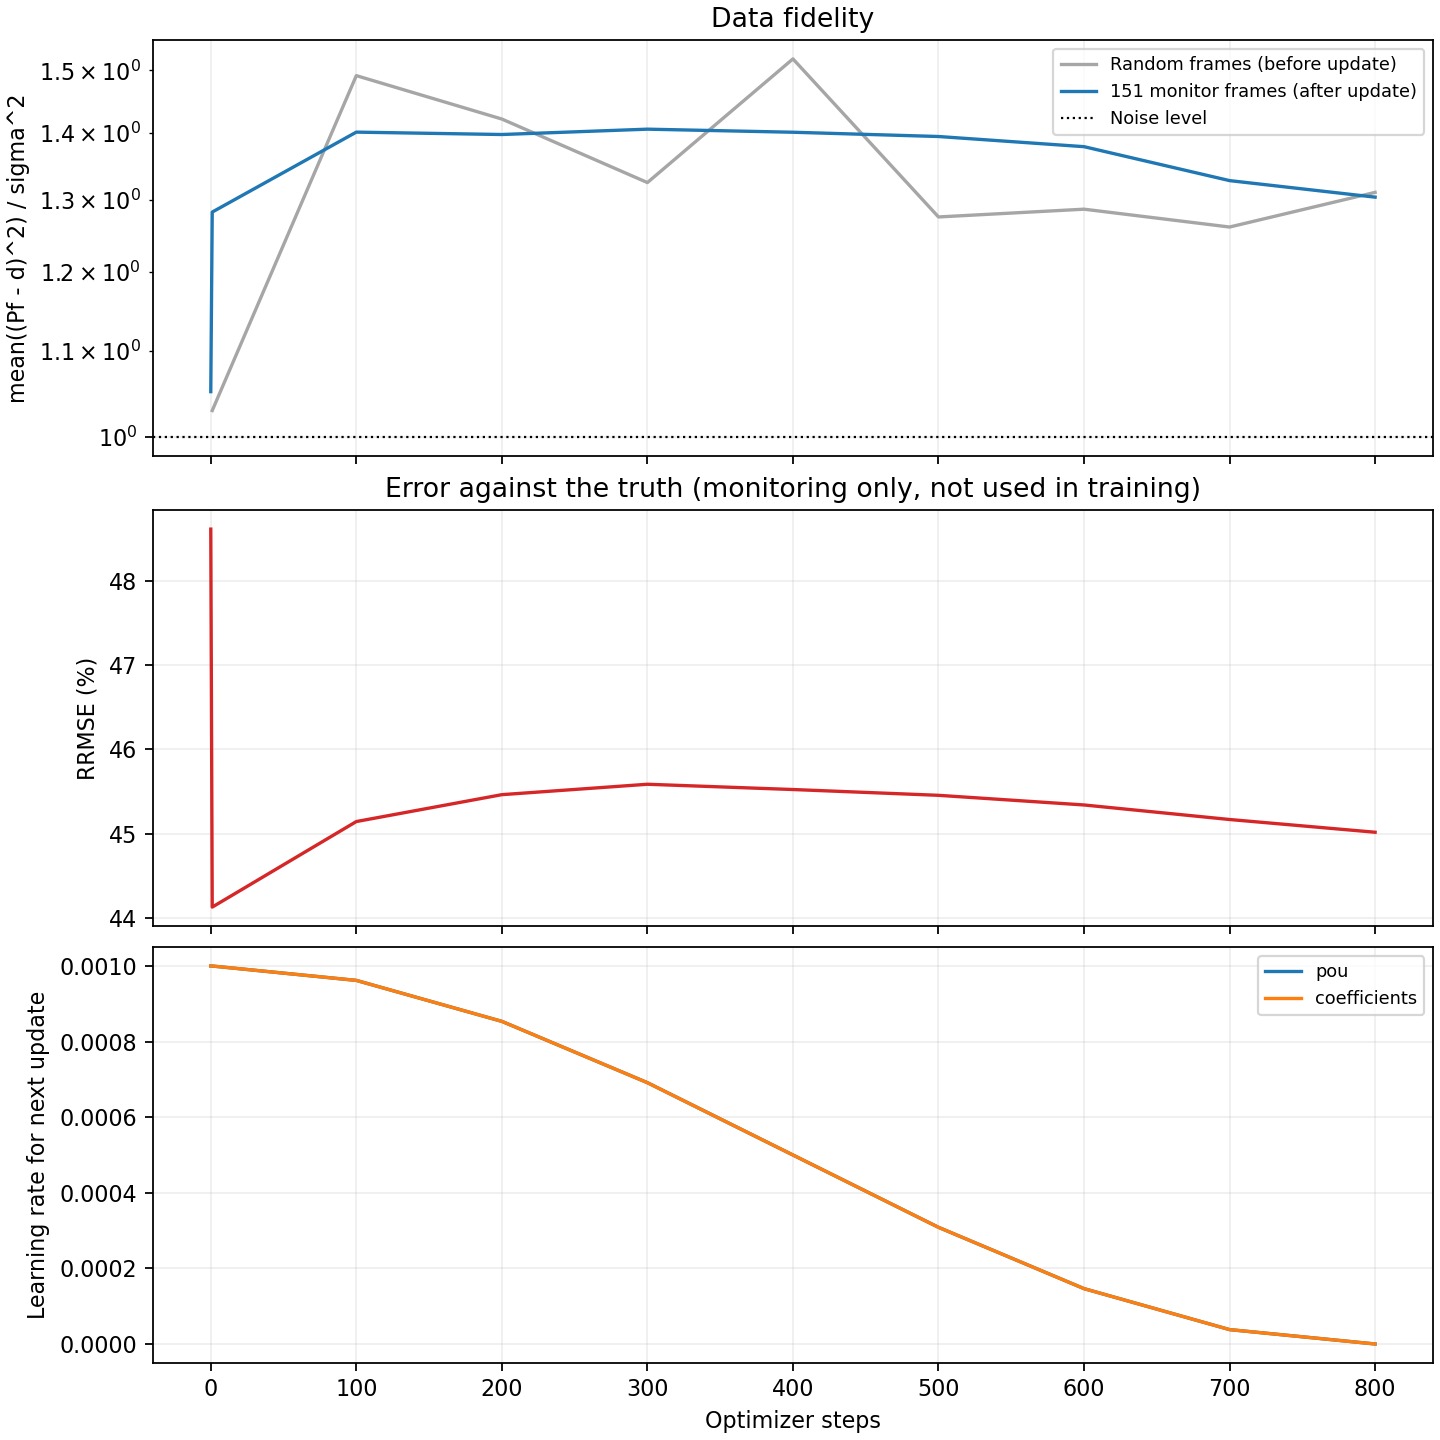 Data fidelity
mean((Pf - d)^2) / sigma^2
1.5 × 10⁰
1.4 × 10⁰
1.3 × 10⁰
1.2 × 10⁰
1.1 × 10⁰
10⁰
Random frames (before update)
151 monitor frames (after update)
Noise level
Error against the truth (monitoring only, not used in training)
RRMSE (%)
48
47
46
45
44
pou
coefficients
Learning rate for next update
0.0010
0.0008
0.0006
0.0004
0.0002
0.0000
0 100 200 300 400 500 600 700 800
Optimizer steps